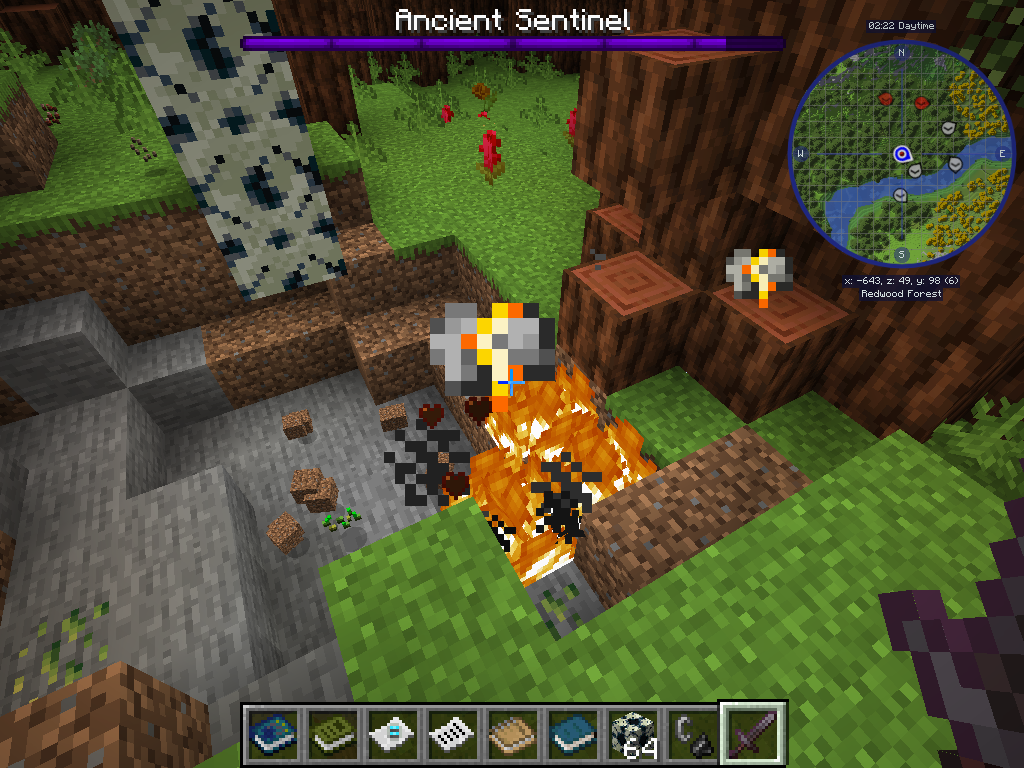 Ancient Sentinel
02:22 Daytime
N
W
E
S
x: -643, z: 49, y: 98 (6)
Redwood Forest
64